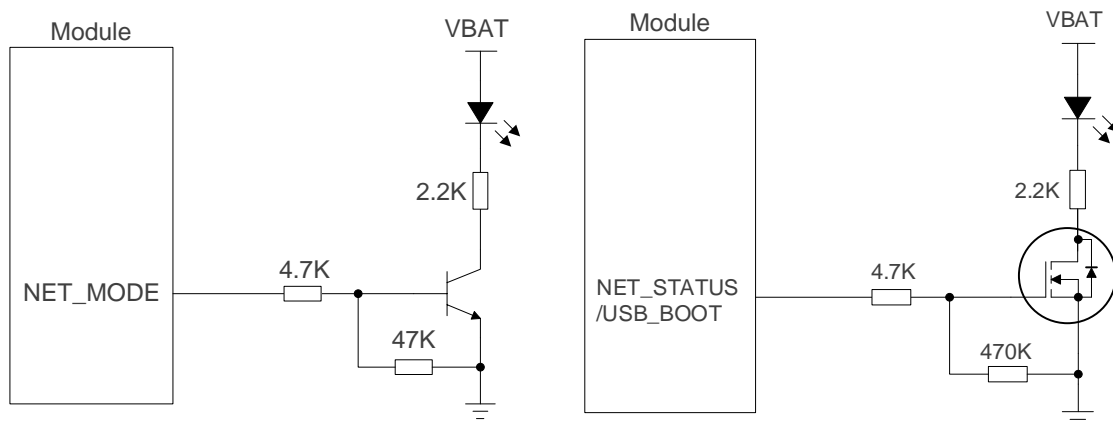 Module
VBAT
2.2K
4.7K
NET_MODE
47K
Module
VBAT
2.2K
4.7K
NET_STATUS
/USB_BOOT
470K